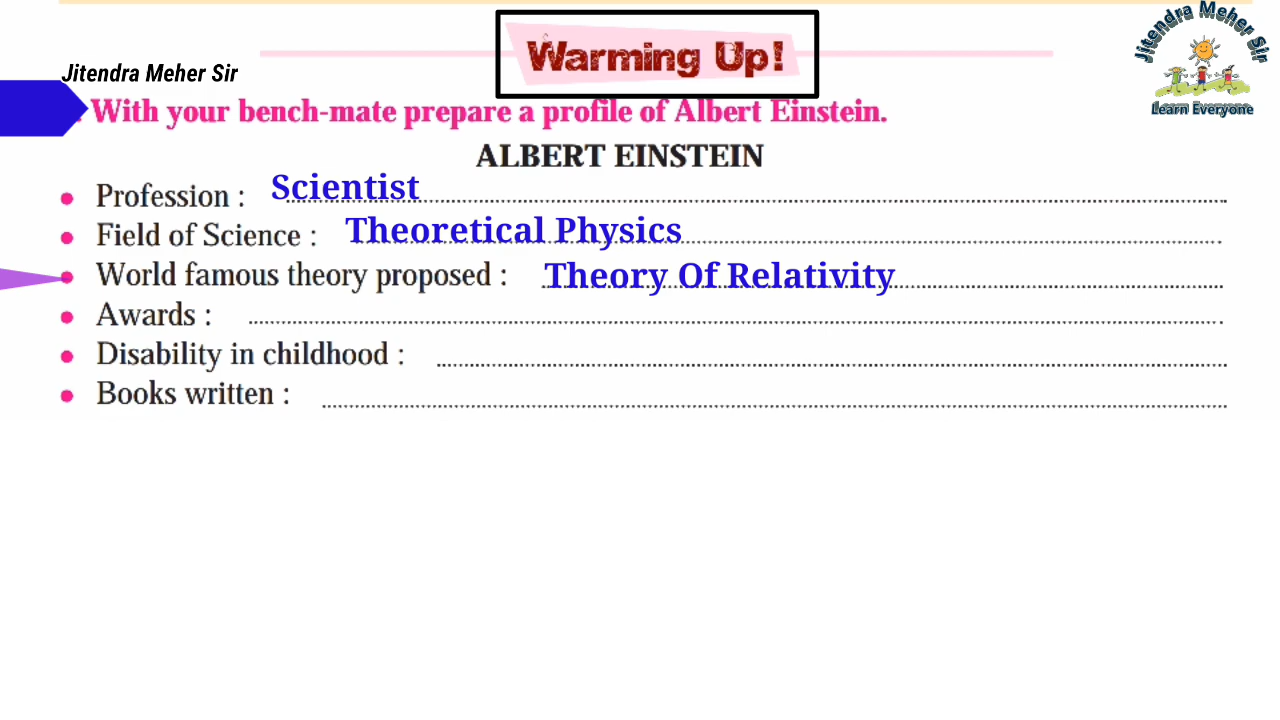 Warming Up!
Jitendra Meher Sir
Jitendra Meher Sir
Learn Everyone
With your bench-mate prepare a profile of Albert Einstein.
ALBERT EINSTEIN
Profession : Scientist
Field of Science : Theoretical Physics
World famous theory proposed : Theory Of Relativity
Awards :
Disability in childhood :
Books written :